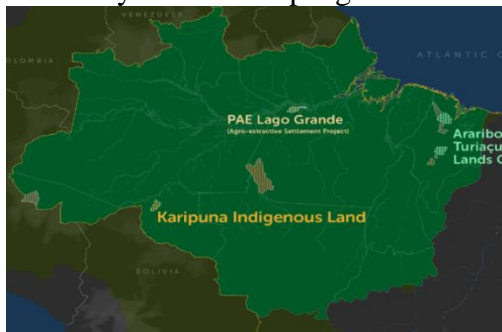 VENEZUELA
COLOMBIA
ATLANTIC
PAE Lago Grande
(Agro-extractive Settlement Project)
Araribo
Turiaçu
Lands
Karipuna Indigenous Land
BOLIVIA